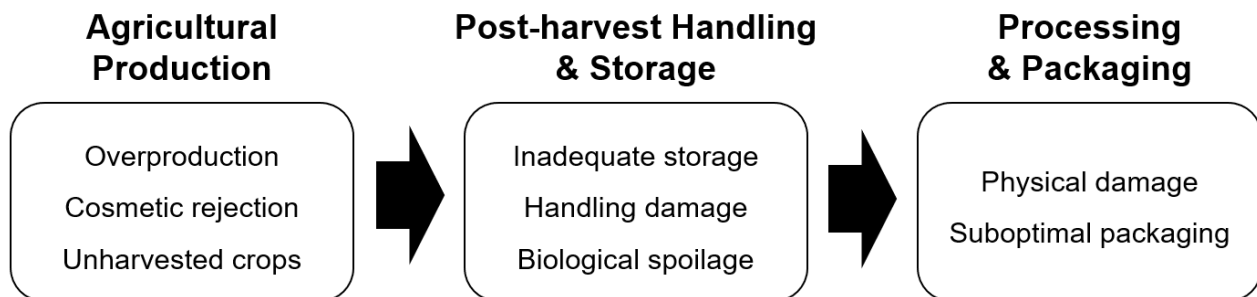 Agricultural
Production
Overproduction
Cosmetic rejection
Unharvested crops
Post-harvest Handling
& Storage
Inadequate storage
Handling damage
Biological spoilage
Processing
& Packaging
Physical damage
Suboptimal packaging